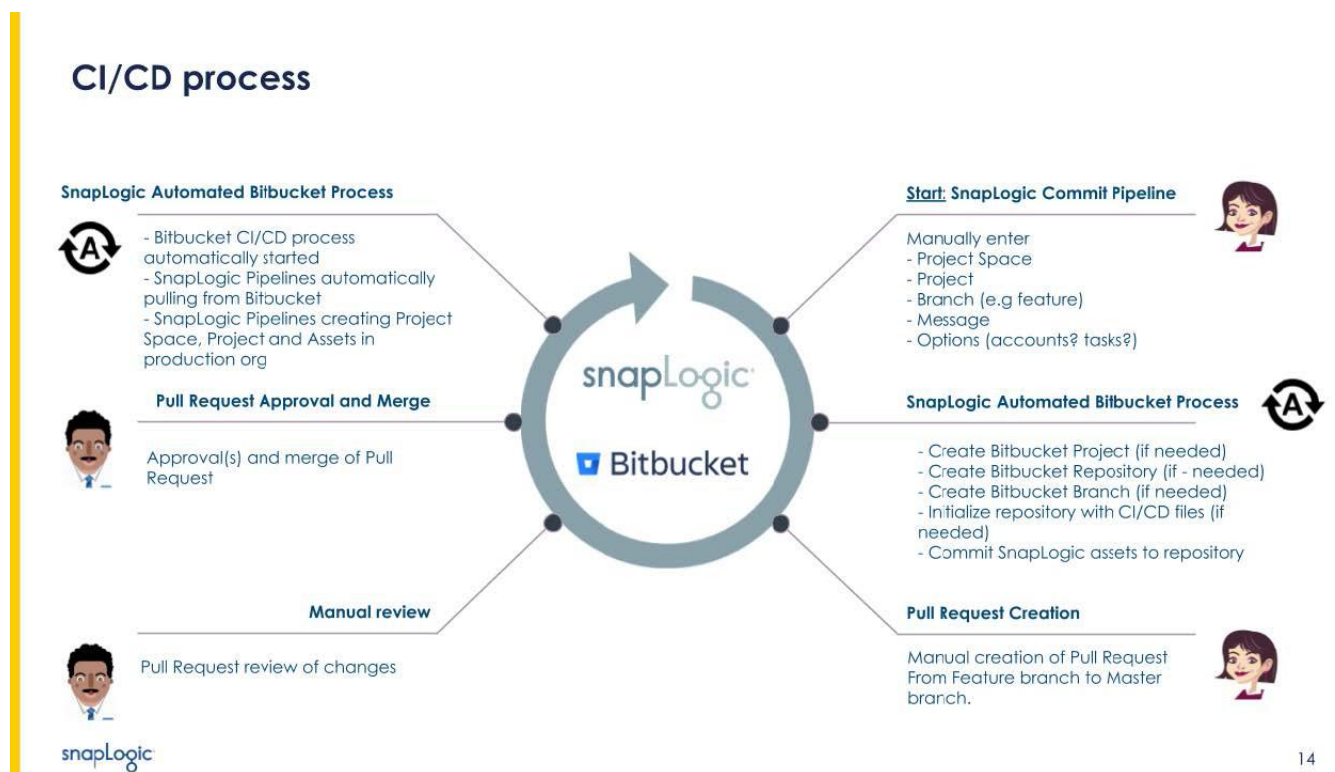 CI/CD process
SnapLogic Automated Bitbucket Process
A
- Bitbucket CI/CD process
automatically started
- SnapLogic Pipelines automatically
pulling from Bitbucket
- SnapLogic Pipelines creating Project
Space, Project and Assets in
production org
Pull Request Approval and Merge
Approval(s) and merge of Pull
Request
Manual review
Pull Request review of changes
snapLogic
Bitbucket
Start: SnapLogic Commit Pipeline
Manually enter
- Project Space
- Project
- Branch (e.g feature)
- Message
- Options (accounts? tasks?)
SnapLogic Automated Bitbucket Process
A
- Create Bitbucket Project (if needed)
- Create Bitbucket Repository (if - needed)
- Create Bitbucket Branch (if needed)
- Initialize repository with CI/CD files (if
needed)
- Commit SnapLogic assets to repository
Pull Request Creation
Manual creation of Pull Request
From Feature branch to Master
branch.
snapLogic
14